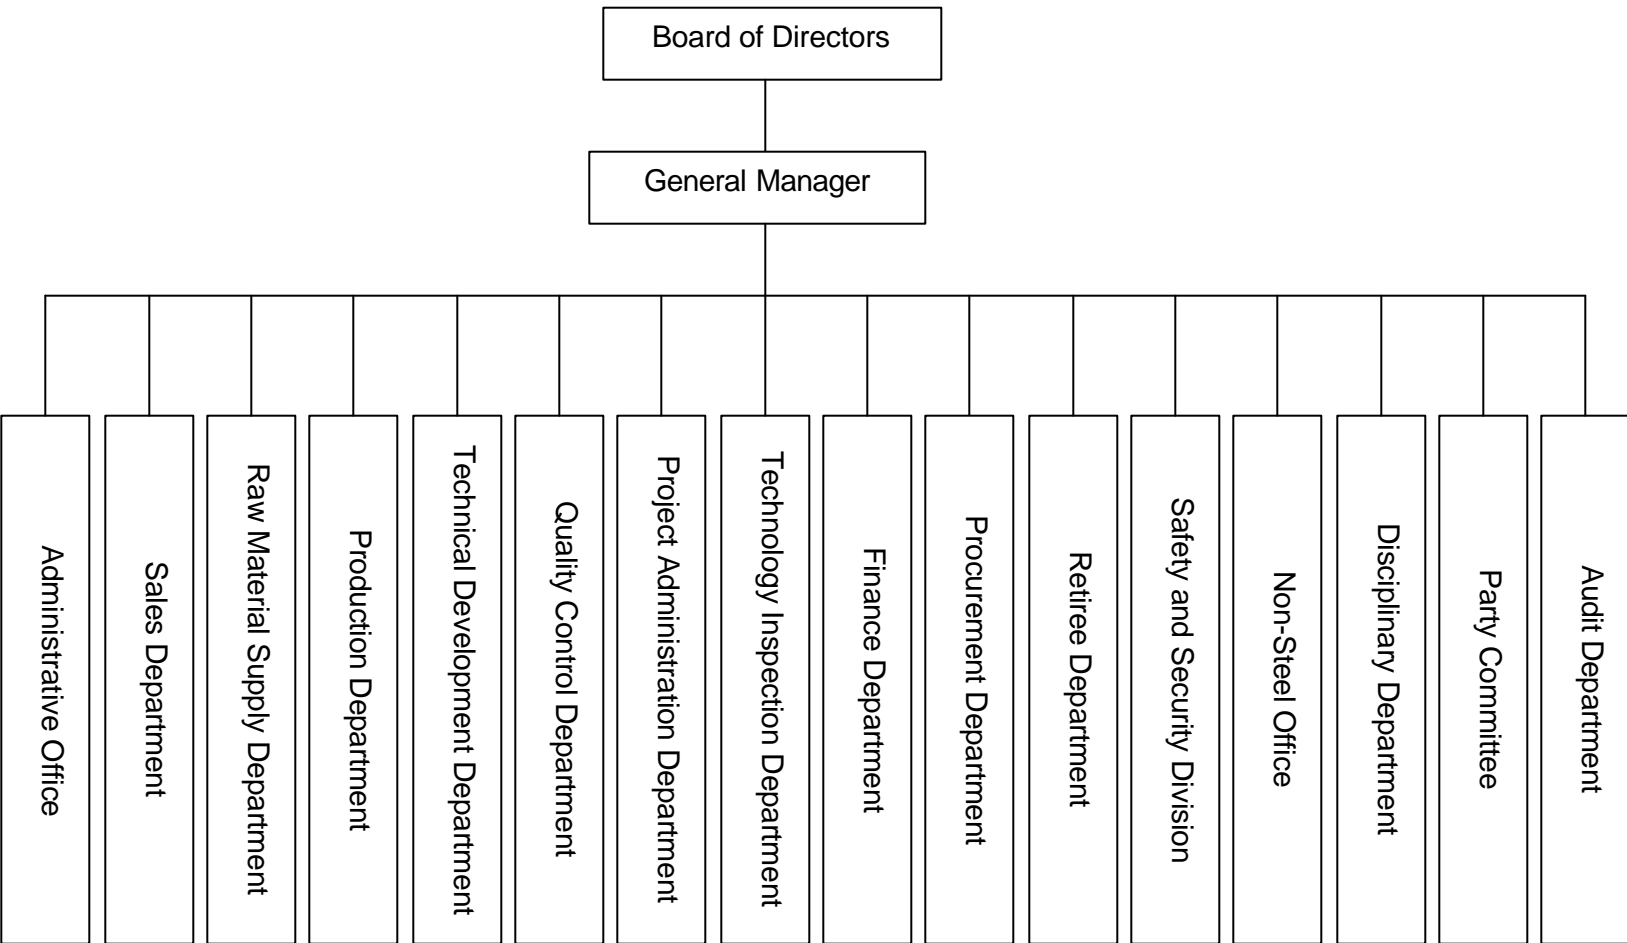 Board of Directors
General Manager
Administrative Office
Sales Department
Raw Material Supply Department
Production Department
Technical Development Department
Quality Control Department
Project Administration Department
Technology Inspection Department
Finance Department
Procurement Department
Retiree Department
Safety and Security Division
Non-Steel Office
Disciplinary Department
Party Committee
Audit Department